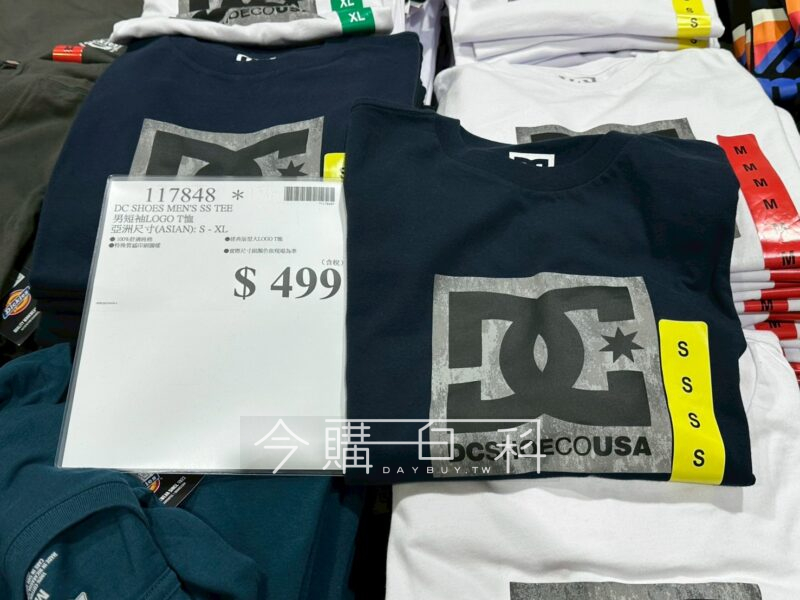 XL
XL
M
S
S
S
117848 *
DC SHOES MEN'S SS TEE
男短袖LOGO T恤
亞洲尺寸(ASIAN): S - XL
(含稅)
$ 499
DCSHOECOUSA
S
S
S
S
M
M
M
M
M
M
M
M
今購百科
DAYBUY.TW
DICKIES